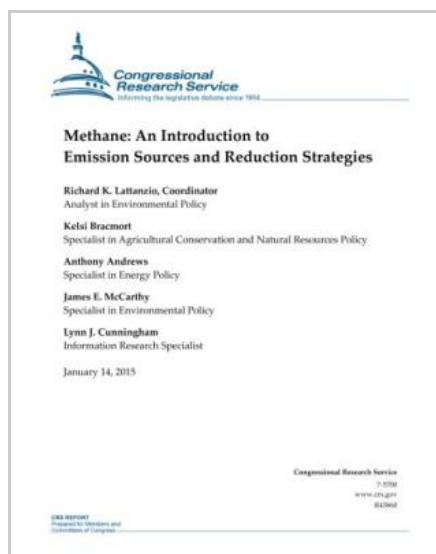 Congressional
Research Service
Informing the legislative debate since 1914
Methane: An Introduction to
Emission Sources and Reduction Strategies
Richard K. Lattanzio, Coordinator
Analyst in Environmental Policy
Kelsi Bracmort
Specialist in Agricultural Conservation and Natural Resources Policy
Anthony Andrews
Specialist in Energy Policy
James E. McCarthy
Specialist in Environmental Policy
Lynn J. Cunningham
Information Research Specialist
January 14, 2015
Congressional Research Service
7-5700
www.crs.gov
CRS REPORT
Prepared for Members and
Committees of Congress